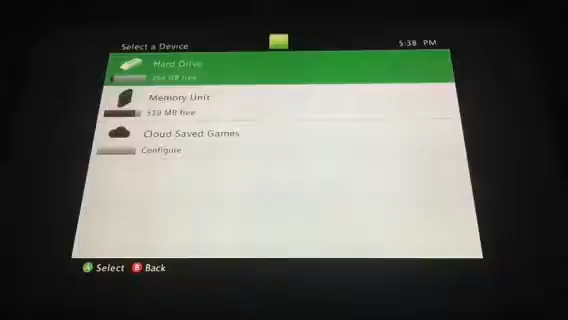 Select a Device
5:38 PM
Hard Drive
GB free
Memory Unit
519 MB free
Cloud Saved Games
Configure
A Select B Back